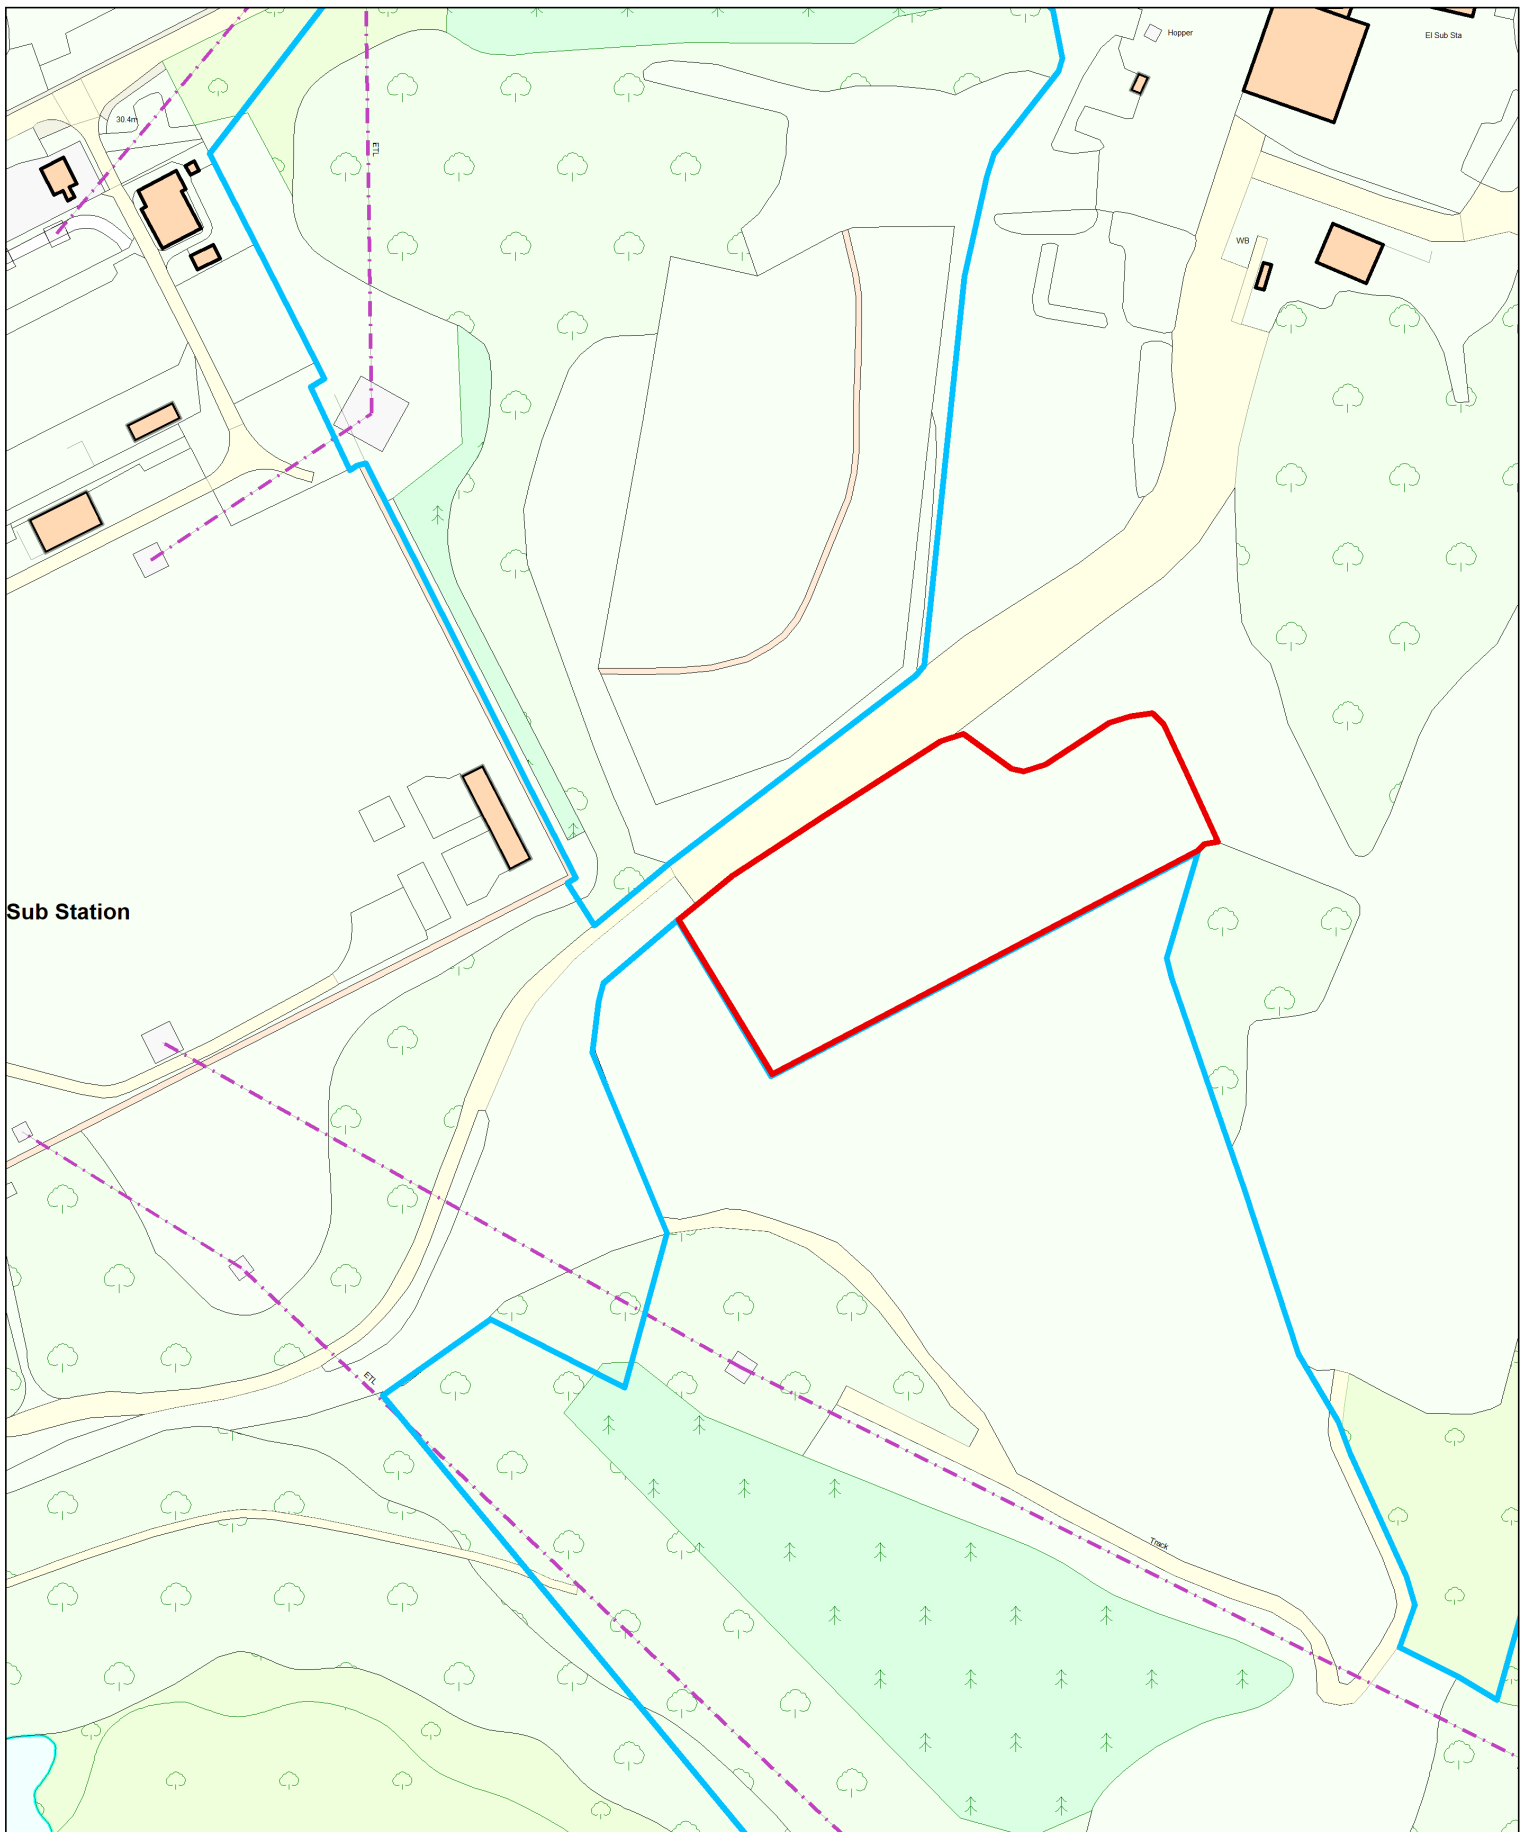 Hopper
El Sub Sta
30.4m
ETL
WB
Sub Station
ETL
Track